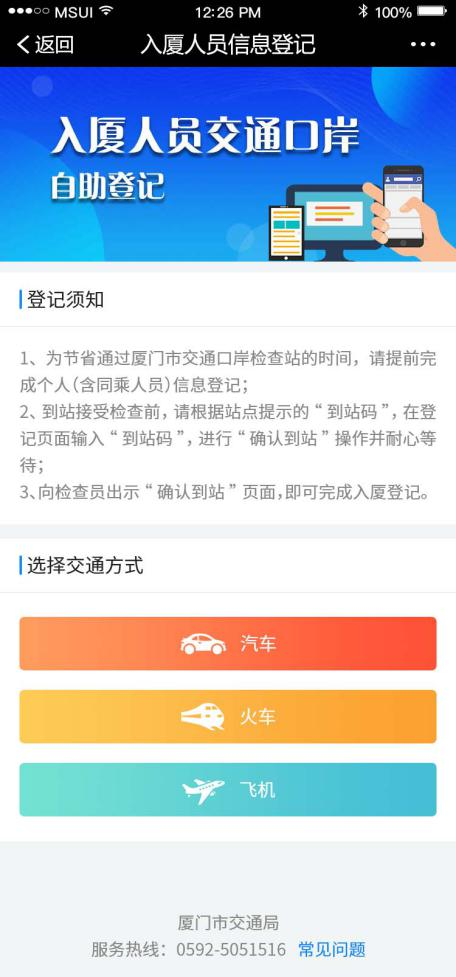 MSUI 12:26 PM 100%
返回 入厦人员信息登记
入厦人员交通口岸
自助登记
登记须知
1、为节省通过厦门市交通口岸检查站的时间，请提前完
成个人(含同乘人员)信息登记；
2、到站接受检查前，请根据站点提示的“到站码”，在登
记页面输入“到站码”，进行“确认到站”操作并耐心等
待；
3、向检查员出示“确认到站”页面，即可完成入厦登记。
选择交通方式
汽车
火车
飞机
厦门市交通局
服务热线：0592-5051516 常见问题